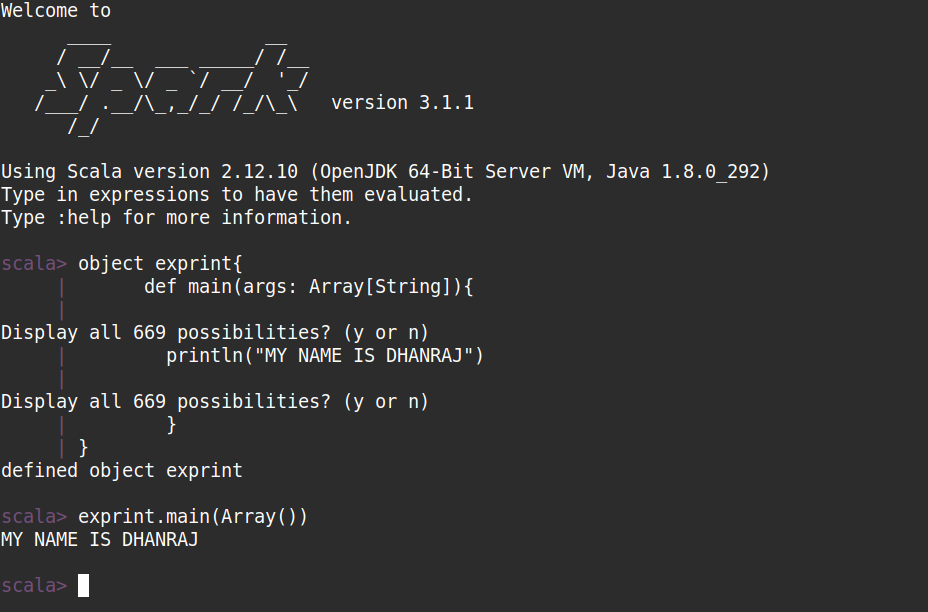 Welcome to
      ____              __
     / __/__  ___ _____/ /__
    _\ \/ _ \/ _ `/ __/  '_/
   /___/ .__/\_,_/_/ /_/\_\   version 3.1.1
      /_/
Using Scala version 2.12.10 (OpenJDK 64-Bit Server VM, Java 1.8.0_292)
Type in expressions to have them evaluated.
Type :help for more information.
scala> object exprint{
     |       def main(args: Array[String]){
     |
Display all 669 possibilities? (y or n)
     |         println("MY NAME IS DHANRAJ")
     |
Display all 669 possibilities? (y or n)
     |         }
     | }
defined object exprint
scala> exprint.main(Array())
MY NAME IS DHANRAJ
scala>